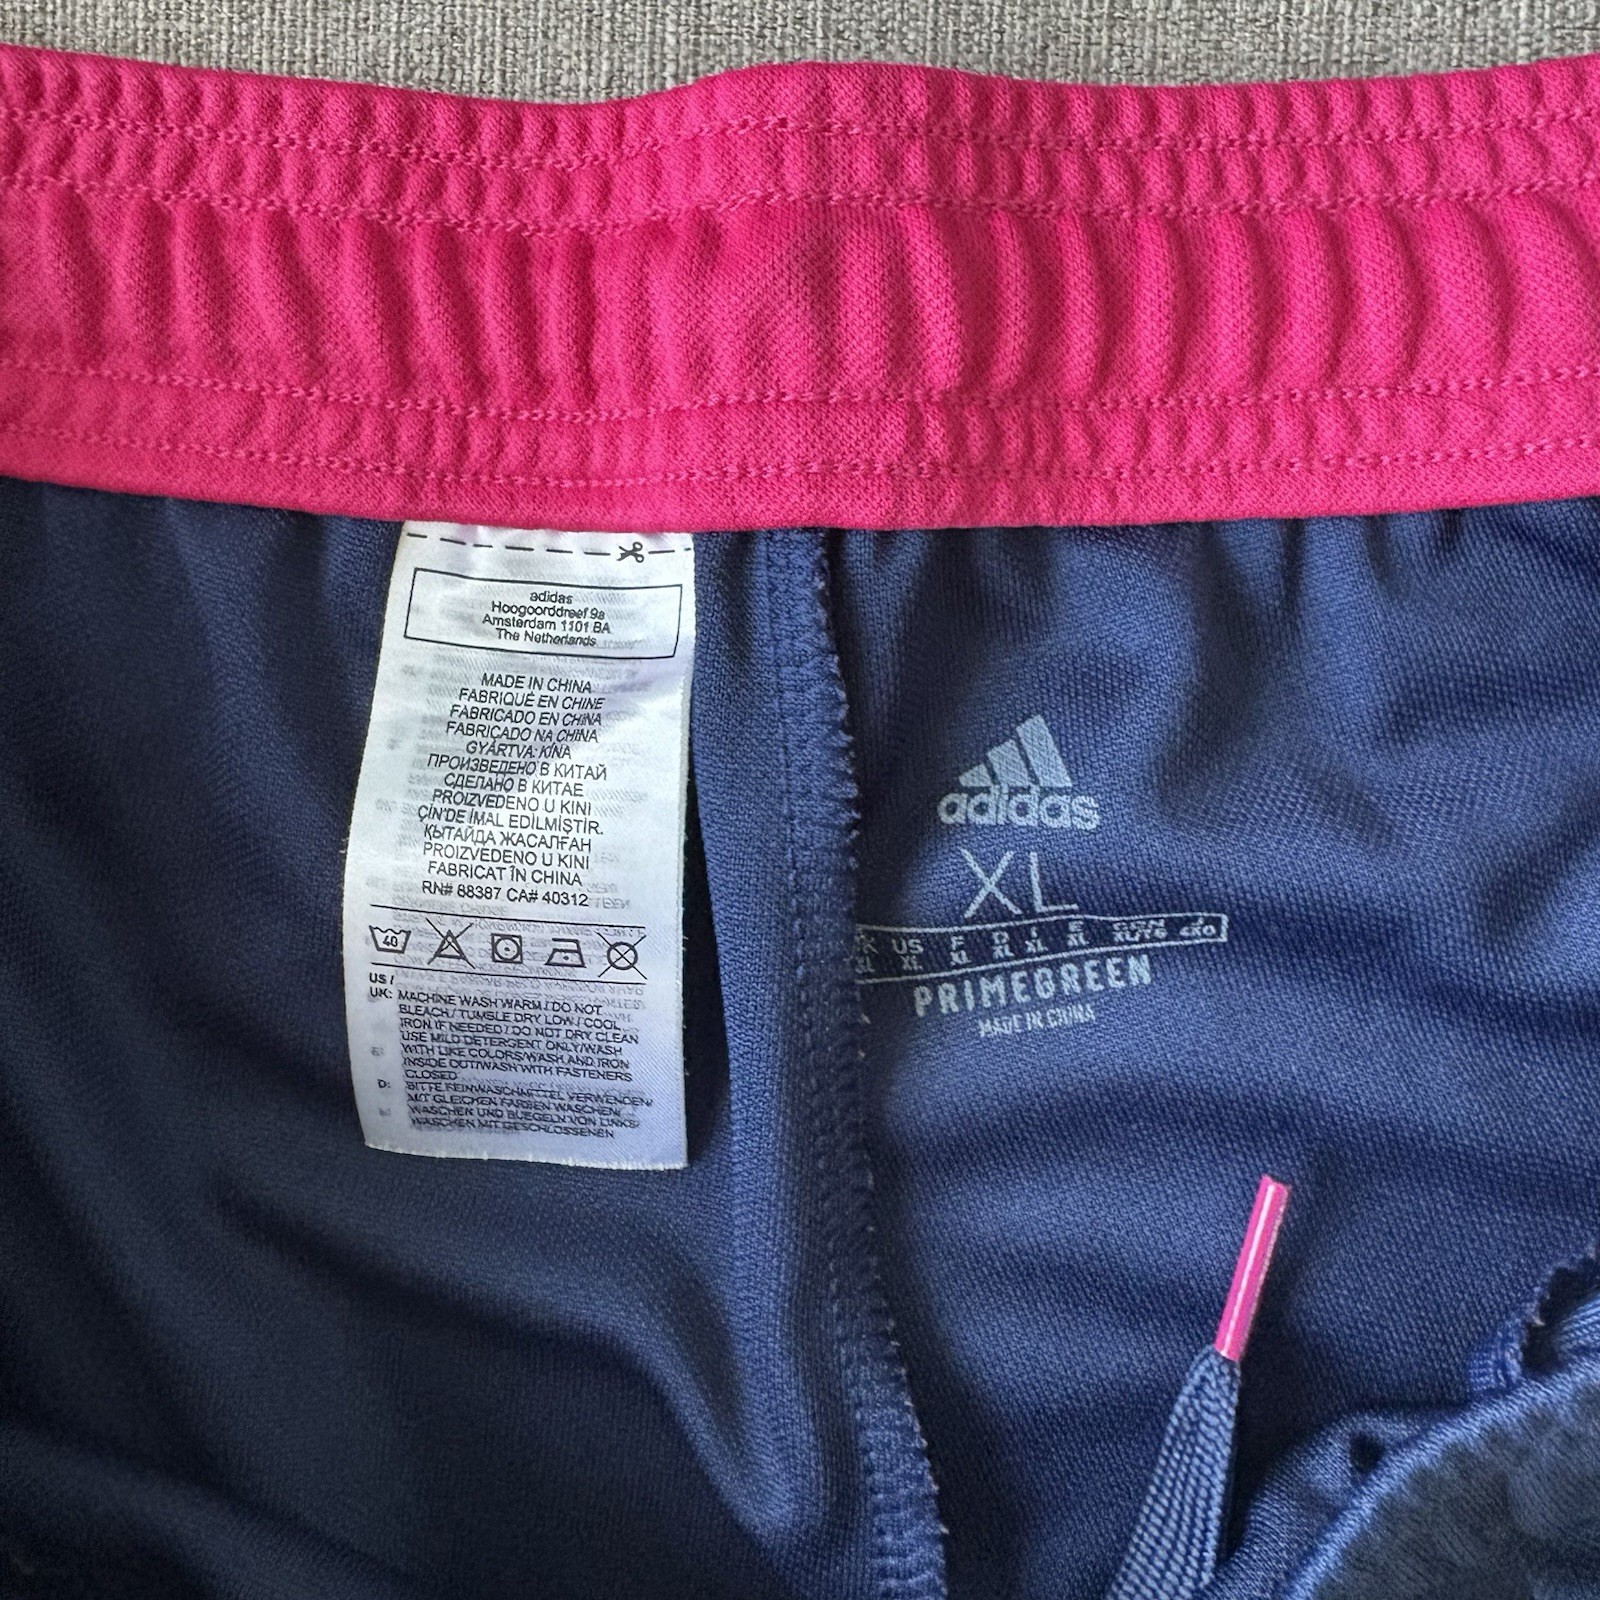 adidas
Hoogoorddreef 9a
Amsterdam 1101 BA
The Netherlands
MADE IN CHINA
FABRIQUÉ EN CHINE
FABRICADO EN CHINA
FABRICADO NA CHINA
GYÁRTVA: KÍNA
ПРОИЗВЕДЕНО В КИТАЙ
СДЕЛАНО В КИТАЕ
PROIZVEDENO U KINI
ÇİN'DE İMAL EDİLMİŞTİR.
ҚЫТАЙДА ЖАСАЛҒАН
PROIZVEDENO U KINI
FABRICAT ÎN CHINA
RN# 88387 CA# 40312
40
US /
UK: MACHINE WASH WARM / DO NOT
BLEACH / TUMBLE DRY LOW / COOL
IRON IF NEEDED / DO NOT DRY CLEAN
USE MILD DETERGENT ONLY/WASH
WITH LIKE COLORS/WASH AND IRON
INSIDE OUT/WASH WITH FASTENERS
CLOSED
D: BITTE FEINWASCHMITTEL VERWENDEN/
MIT GLEICHEN FARBEN WASCHEN/
WASCHEN UND BUEGELN VON LINKS/
WASCHEN MIT GESCHLOSSENEN
adidas
XL
US F D I E
XL XL XL XL XL
PRIMEGREEN
MADE IN CHINA